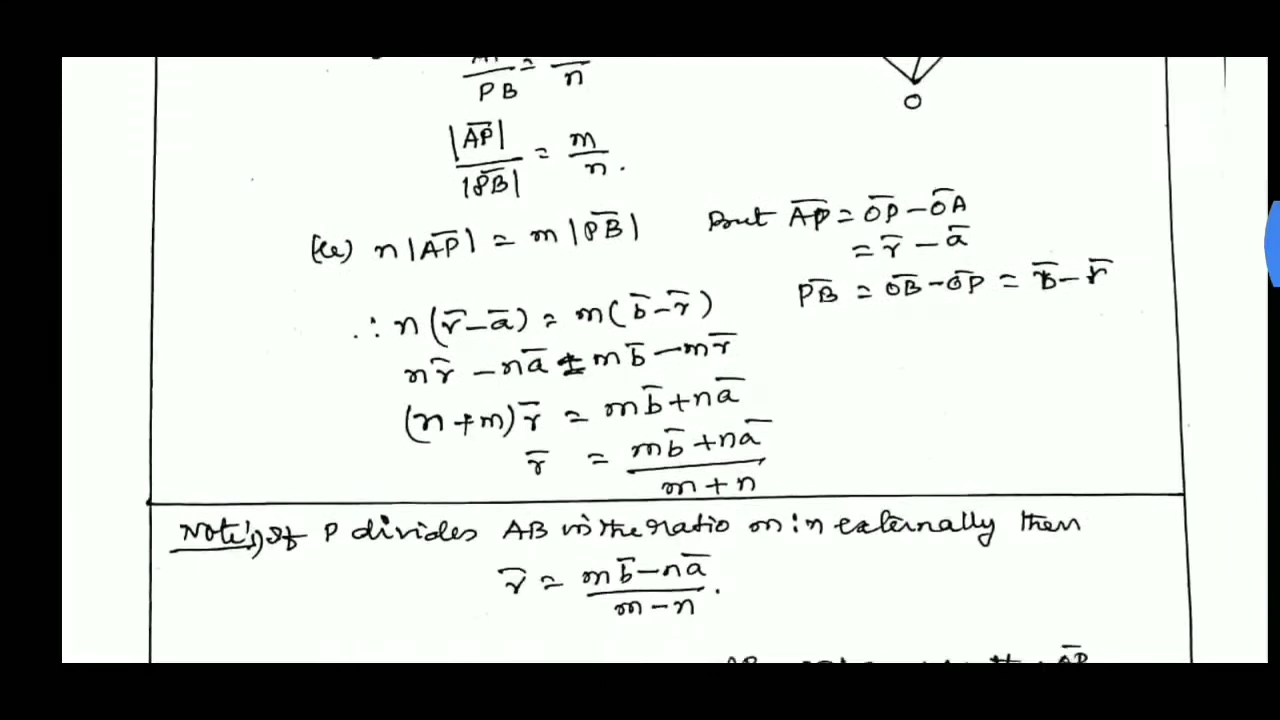 PB = n
O
|AP̅| / |PB̅| = m/n.
(ie) n|AP̅| = m|PB̅| But AP̅ = OP̅ - OA̅
= r̅ - a̅
PB̅ = OB̅ - OP̅ = b̅ - r̅
∴ n(r̅ - a̅) = m(b̅ - r̅)
nr̅ - na̅ = mb̅ - mr̅
(n + m)r̅ = mb̅ + na̅
r̅ = mb̅ + na̅ / m + n
Note: 1) If P divides AB in the ratio m:n externally then
r̅ = mb̅ - na̅ / m - n.